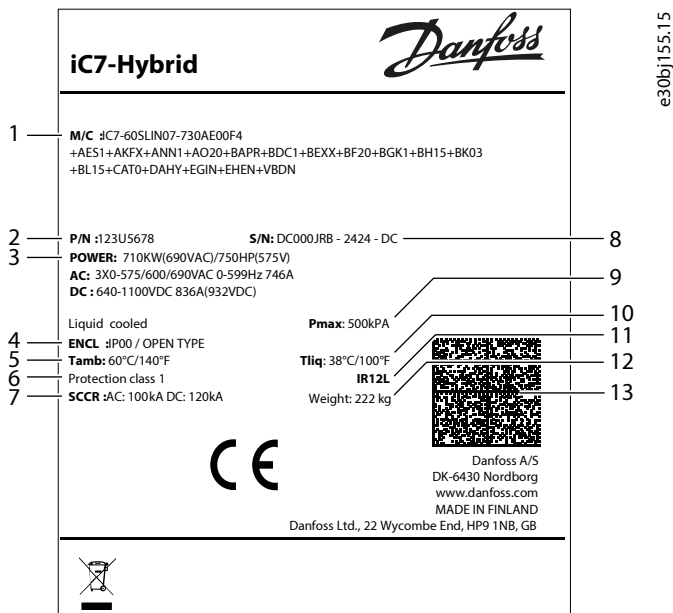 Danfoss
iC7-Hybrid
e30bj155.15
1
M/C :IC7-60SLIN07-730AE00F4
+AES1+AKFX+ANN1+AO20+BAPR+BDC1+BEXX+BF20+BGK1+BH15+BK03
+BL15+CAT0+DAHY+EGIN+EHEN+VBDN
2 P/N :123U5678 S/N: DC000JRB - 2424 - DC 8
3 POWER: 710KW(690VAC)/750HP(575V)
AC: 3X0-575/600/690VAC 0-599Hz 746A
DC : 640-1100VDC 836A(932VDC)
9
Liquid cooled Pmax: 500kPA
10
4 ENCL :IP00 / OPEN TYPE
11
5 Tamb: 60°C/140°F Tliq: 38°C/100°F
12
6 Protection class 1 IR12L
7 SCCR :AC: 100kA DC: 120kA Weight: 222 kg
13
CE
Danfoss A/S
DK-6430 Nordborg
www.danfoss.com
MADE IN FINLAND
Danfoss Ltd., 22 Wycombe End, HP9 1NB, GB